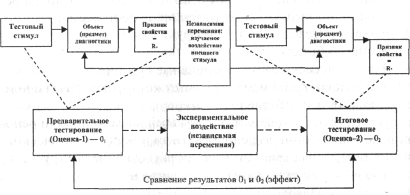 Тестовый
стимул
Объект
(предмет)
диагностики
Признак
свойства
=
R₁
Независимая
переменная:
изучаемое
воздействие
внешнего
стимула
Тестовый
стимул
Объект
(предмет)
диагностики
Признак
свойства
=
Предварительное
тестирование
(Оценка-1) — 0₁
Экспериментальное
воздействие
(независимая
переменная)
Итоговое
тестирование
(Оценка-2) — 0₂
Сравнение результатов 0₁ и 0₂ (эффект)